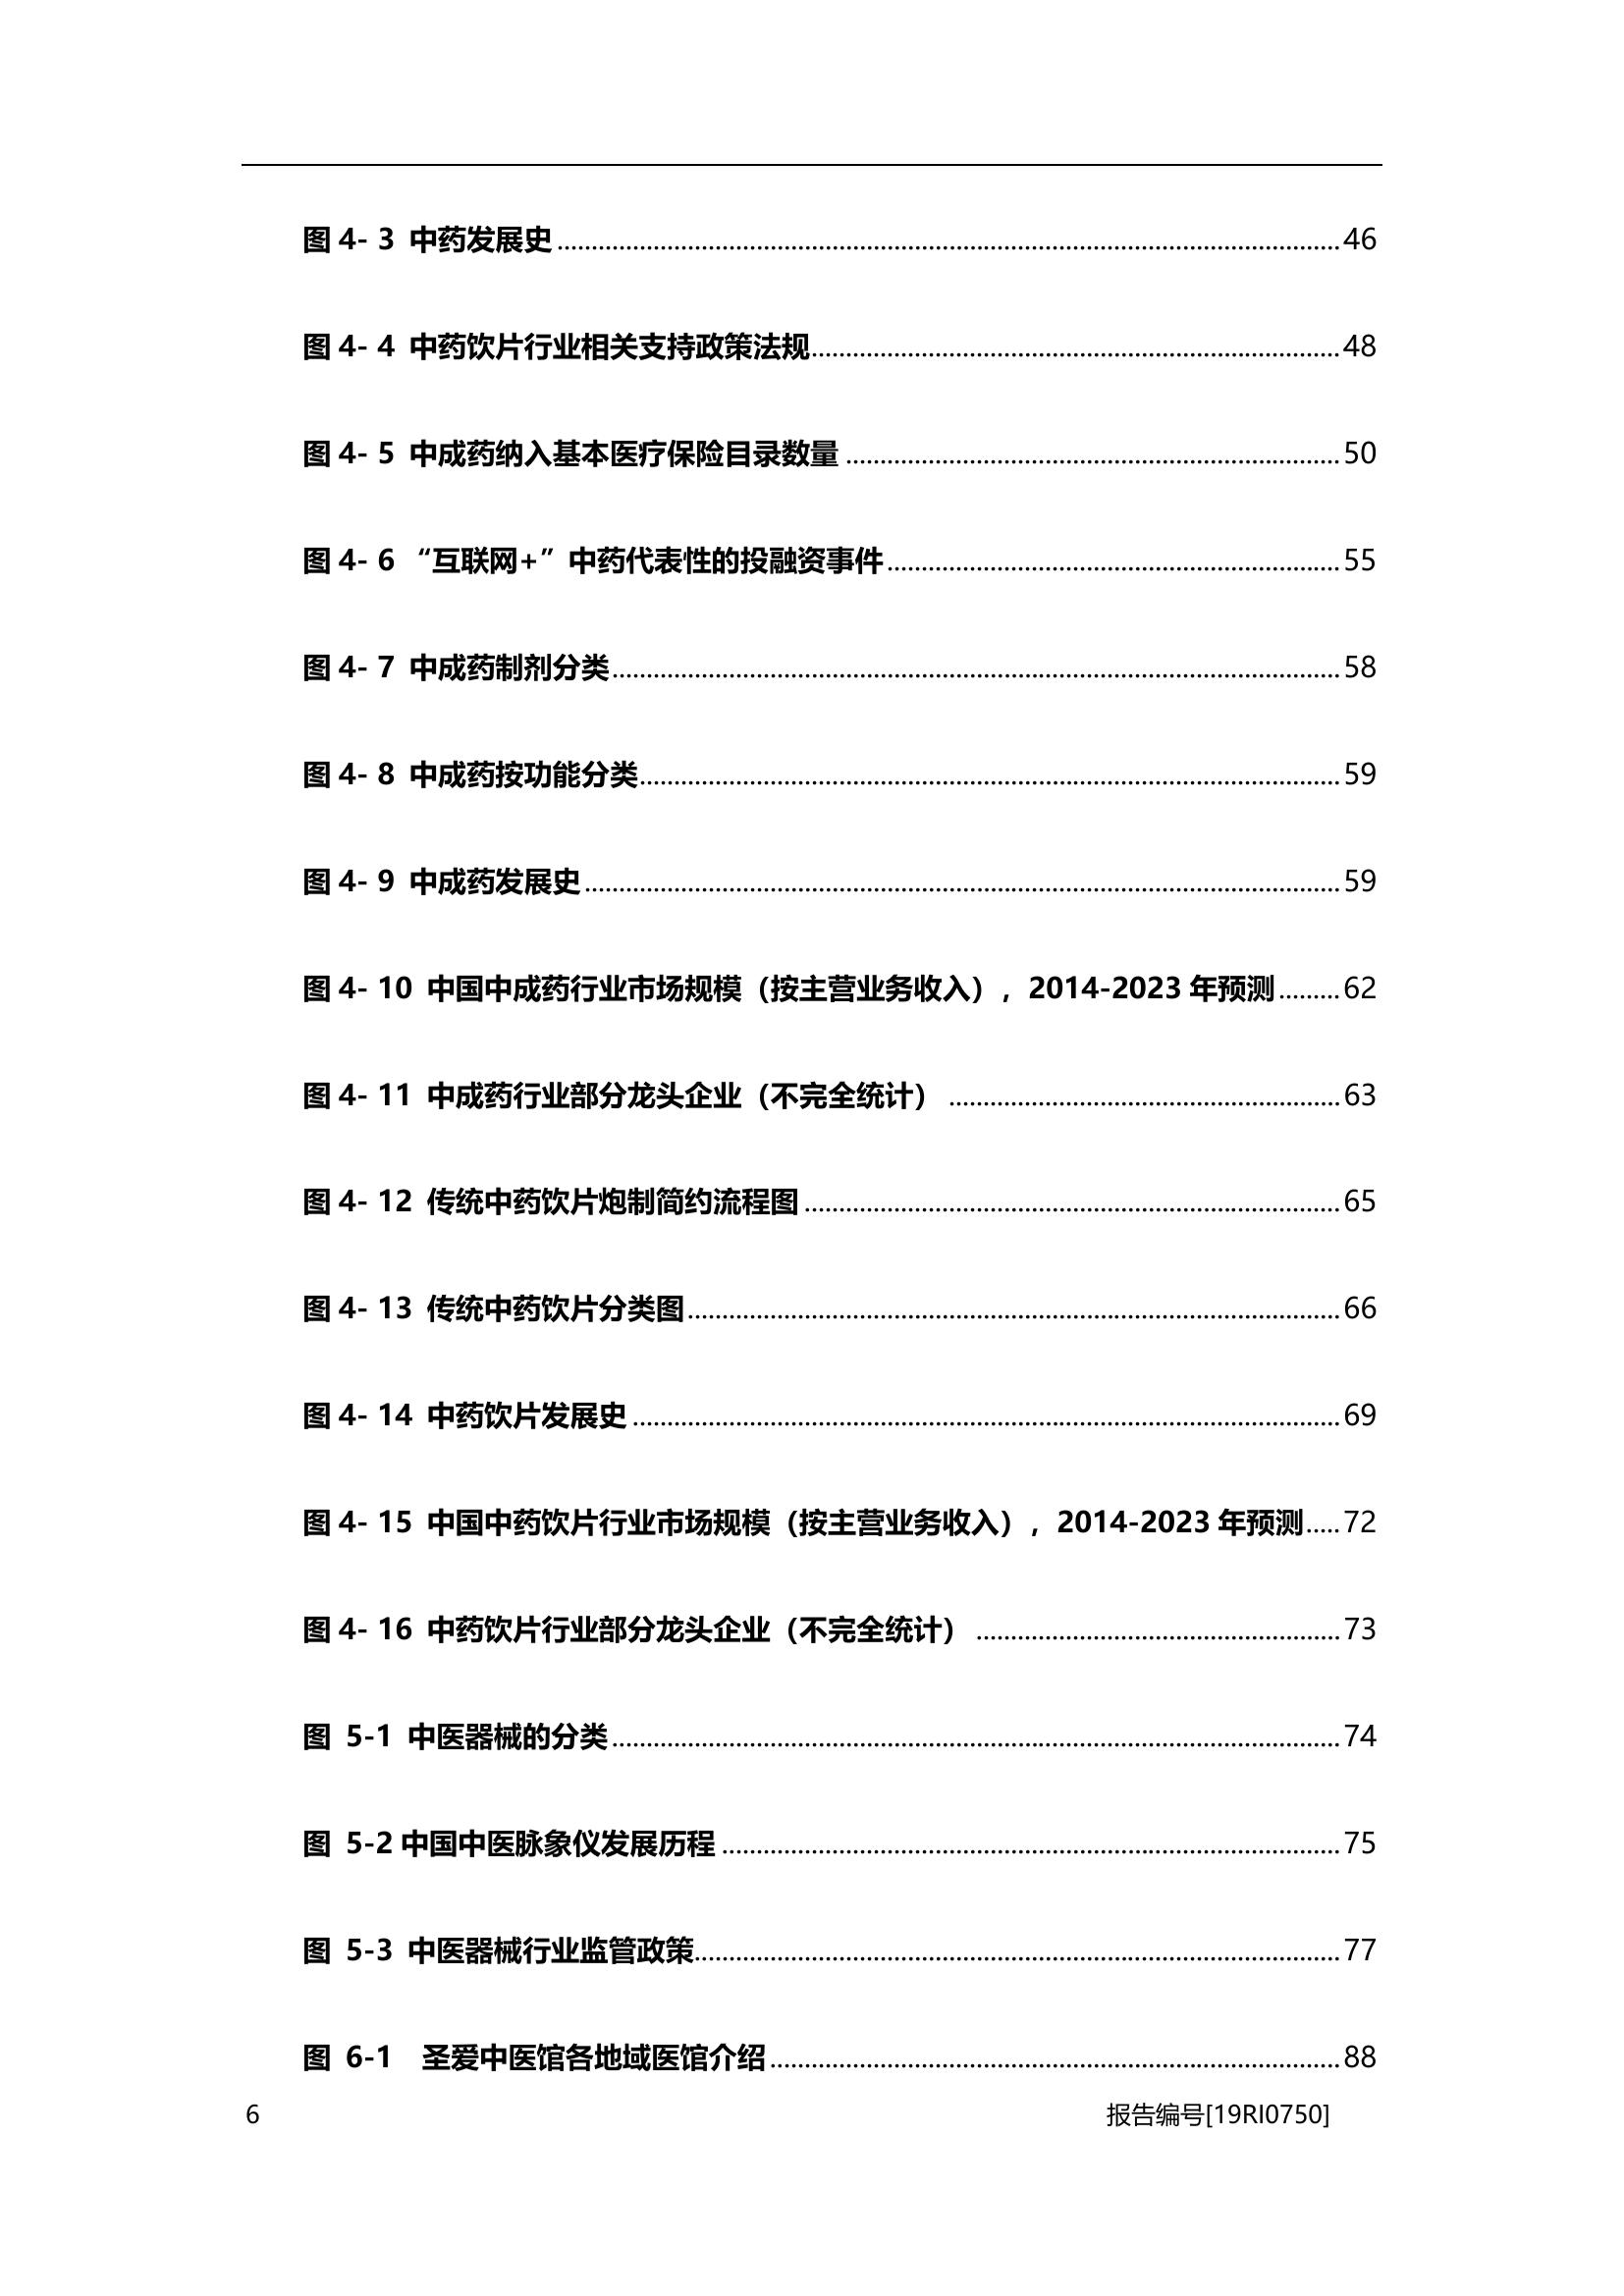 图 4- 3 中药发展史........46
图 4- 4 中药饮片行业相关支持政策法规........48
图 4- 5 中成药纳入基本医疗保险目录数量........50
图 4- 6 “互联网+”中药代表性的投融资事件........55
图 4- 7 中成药制剂分类........58
图 4- 8 中成药按功能分类........59
图 4- 9 中成药发展史........59
图 4- 10 中国中成药行业市场规模（按主营业务收入），2014-2023 年预测........62
图 4- 11 中成药行业部分龙头企业（不完全统计）........63
图 4- 12 传统中药饮片炮制简约流程图........65
图 4- 13 传统中药饮片分类图........66
图 4- 14 中药饮片发展史........69
图 4- 15 中国中药饮片行业市场规模（按主营业务收入），2014-2023 年预测.....72
图 4- 16 中药饮片行业部分龙头企业（不完全统计）........73
图 5-1 中医器械的分类........74
图 5-2 中国中医脉象仪发展历程........75
图 5-3 中医器械行业监管政策........77
图 6-1 圣爱中医馆各地域医馆介绍........88
6 报告编号[19RI0750]